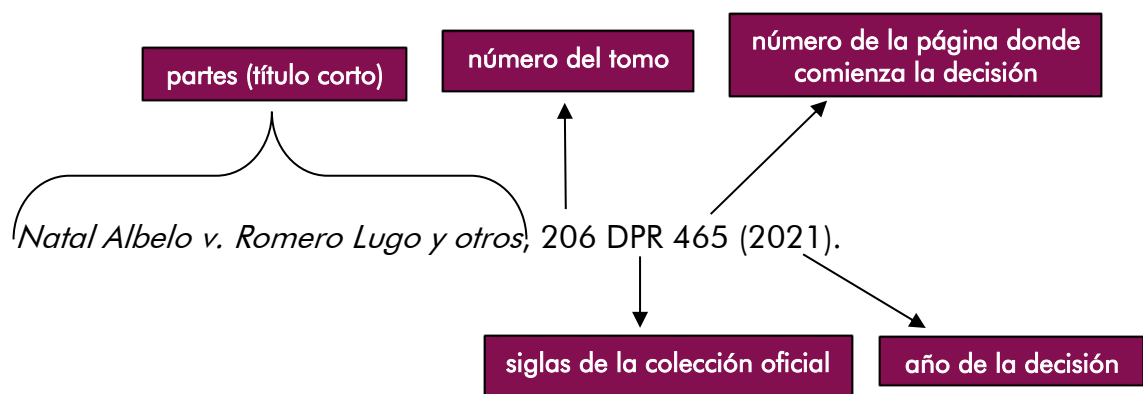 partes (título corto)
número del tomo
número de la página donde
comienza la decisión
Natal Albelo v. Romero Lugo y otros, 206 DPR 465 (2021).
siglas de la colección oficial
año de la decisión